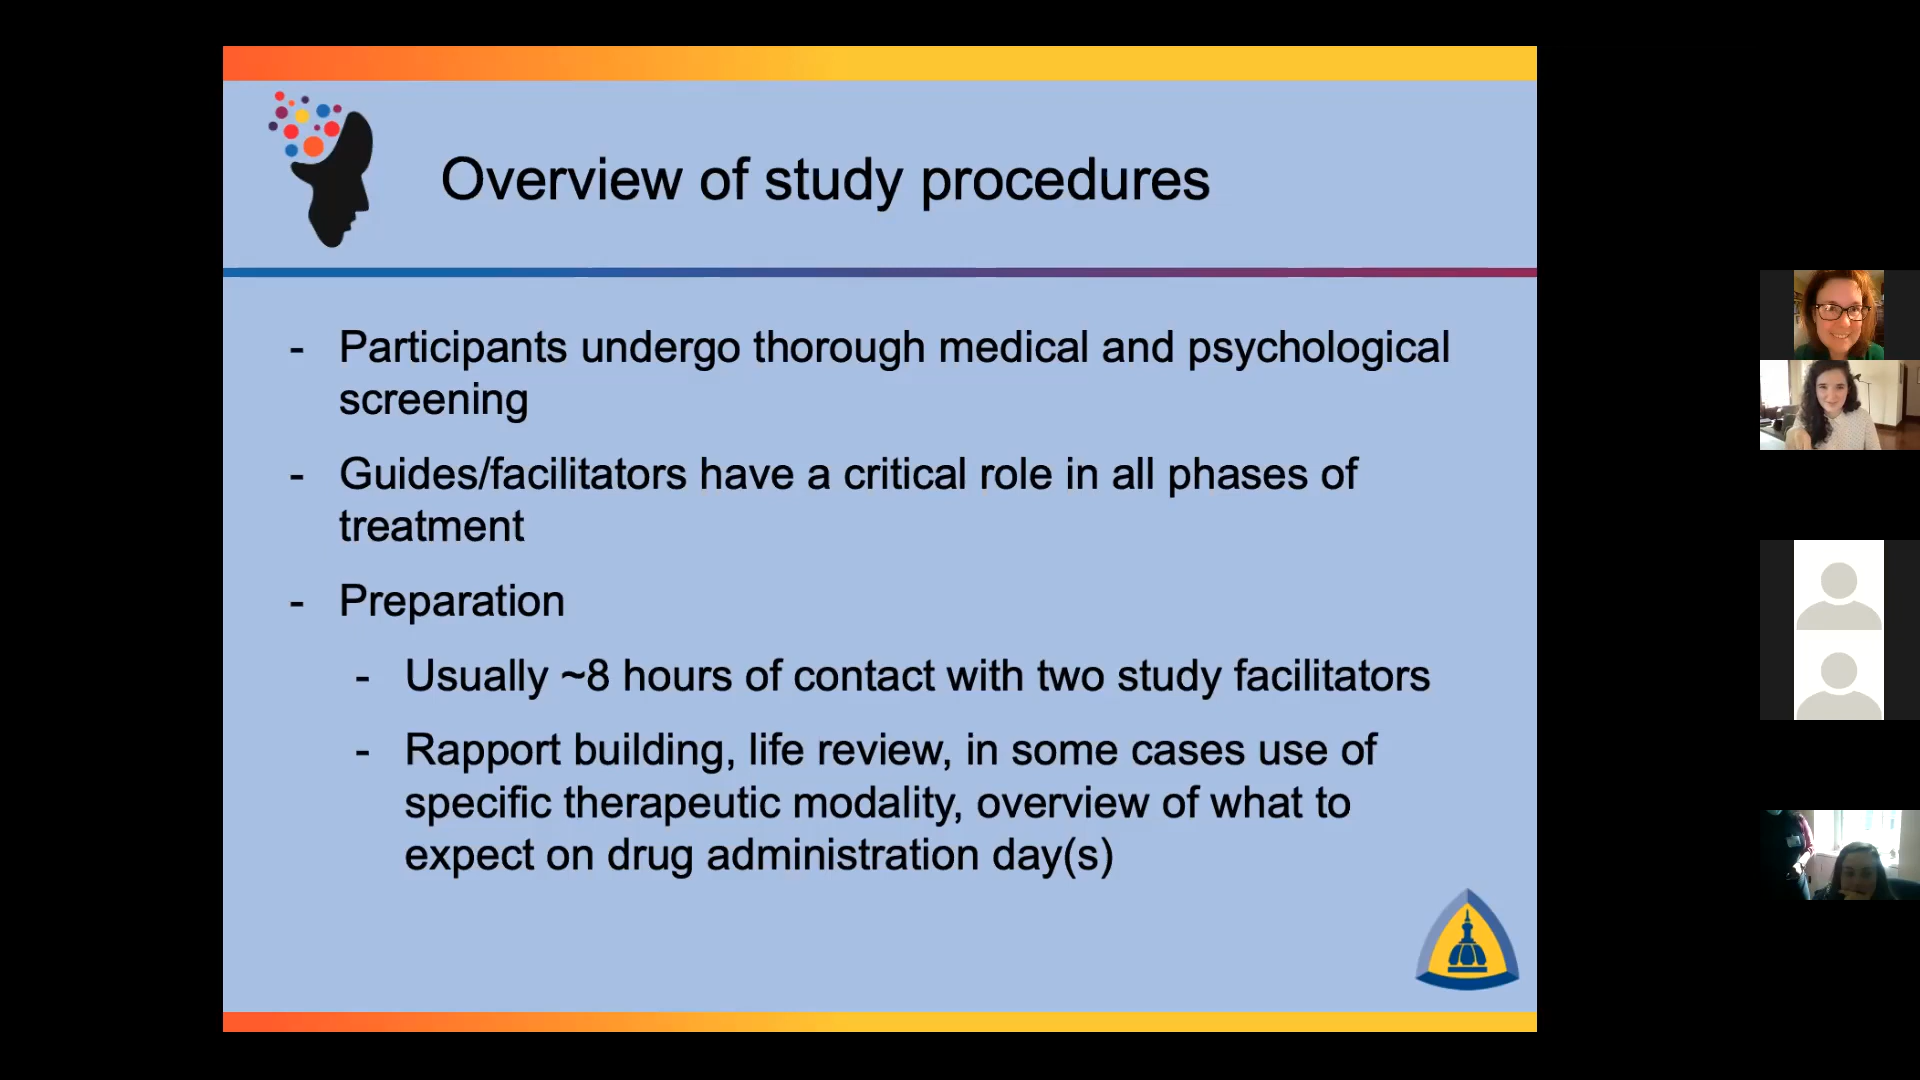 Overview of study procedures
- Participants undergo thorough medical and psychological
screening
- Guides/facilitators have a critical role in all phases of
treatment
- Preparation
- Usually ~8 hours of contact with two study facilitators
- Rapport building, life review, in some cases use of
specific therapeutic modality, overview of what to
expect on drug administration day(s)